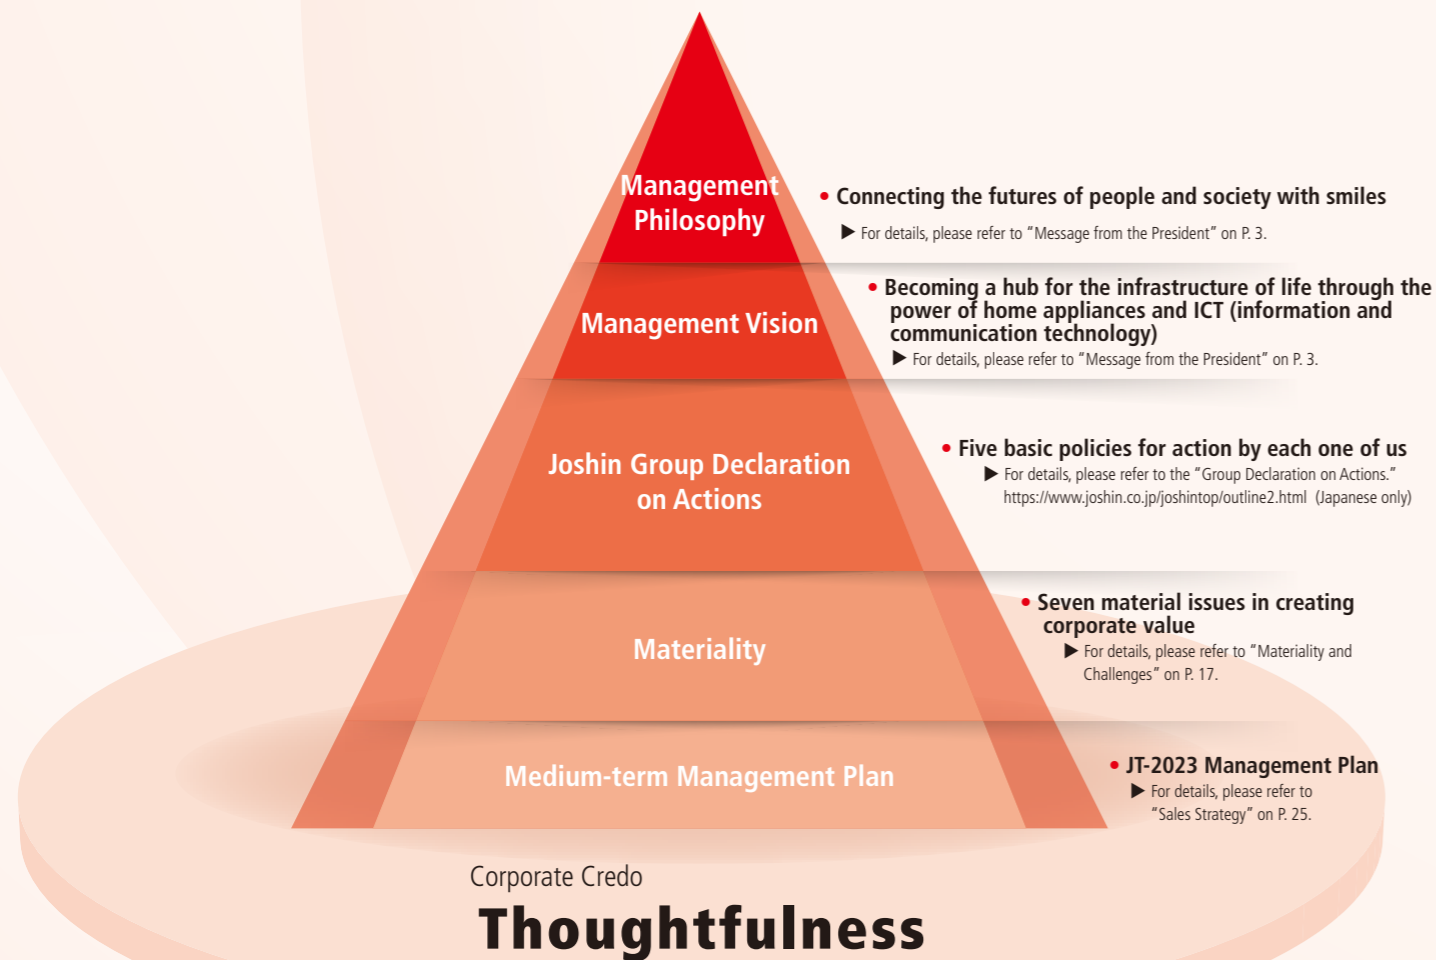 Management
Philosophy
• Connecting the futures of people and society with smiles
▶ For details, please refer to “Message from the President” on P. 3.
Management Vision
• Becoming a hub for the infrastructure of life through the
power of home appliances and ICT (information and
communication technology)
▶ For details, please refer to “Message from the President” on P. 3.
Joshin Group Declaration
on Actions
• Five basic policies for action by each one of us
▶ For details, please refer to the “Group Declaration on Actions.”
https://www.joshin.co.jp/joshintop/outline2.html (Japanese only)
Materiality
• Seven material issues in creating
corporate value
▶ For details, please refer to “Materiality and
Challenges” on P. 17.
Medium-term Management Plan
• JT-2023 Management Plan
▶ For details, please refer to
“Sales Strategy” on P. 25.
Corporate Credo
Thoughtfulness